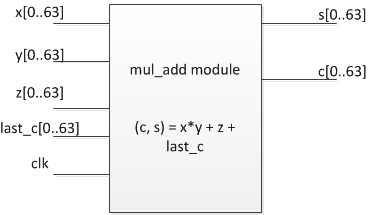 x[0..63]
s[0..63]
y[0..63]
mul_add module
c[0..63]
z[0..63]
last_c[0..63]
(c, s) = x*y + z +
last_c
clk